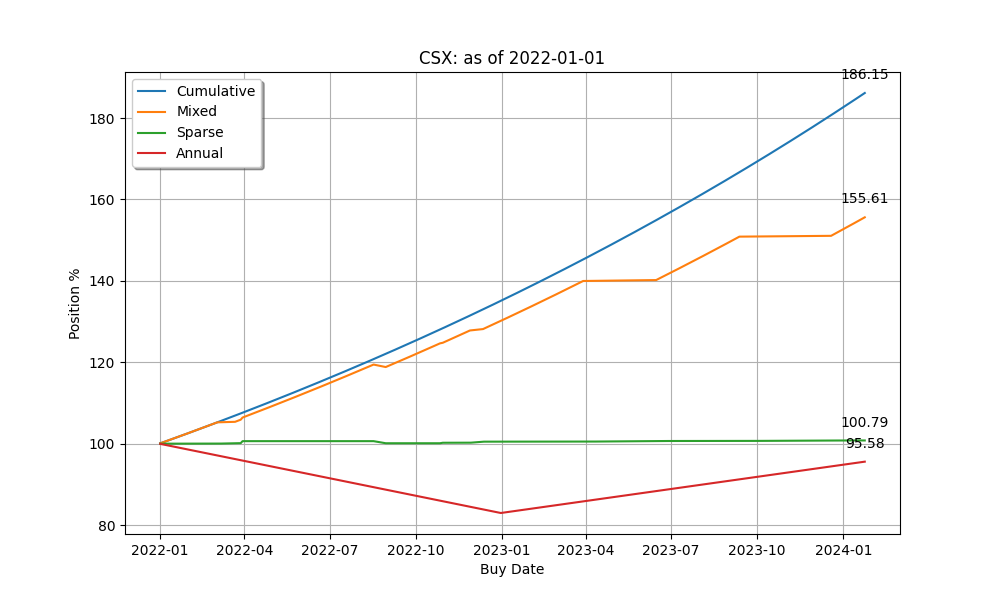 CSX: as of 2022-01-01
Cumulative
Mixed
Sparse
Annual
186.15
155.61
100.79
95.58
Position %
180
160
140
120
100
80
2022-01 2022-04 2022-07 2022-10 2023-01 2023-04 2023-07 2023-10 2024-01
Buy Date